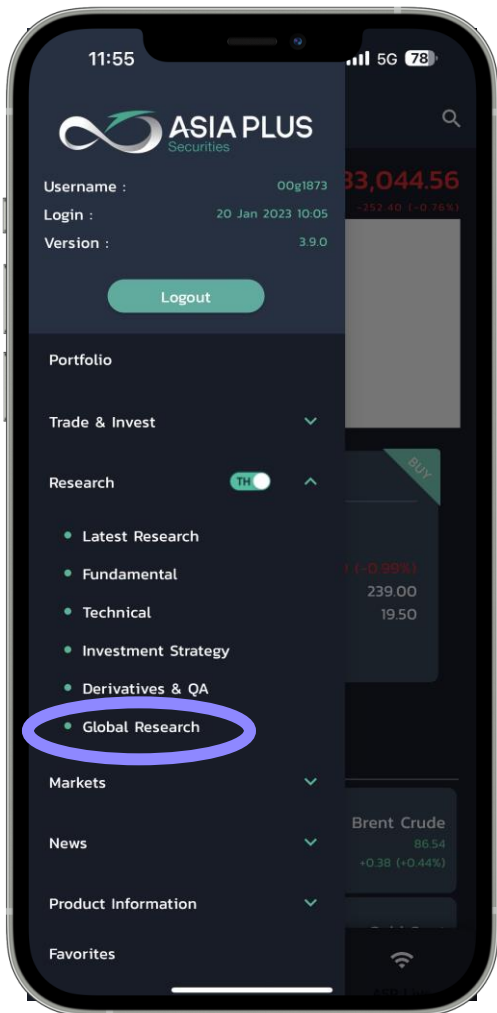 11:55
5G 78
ASIA PLUS
Securities
Username : 00g1873
Login : 20 Jan 2023 10:05
Version : 3.9.0
Logout
33,044.56
-252.40 (-0.76%)
Portfolio
Trade & Invest
BUY
Research TH
Latest Research
Fundamental
(-0.99%)
239.00
Technical
19.50
Investment Strategy
Derivatives & QA
Global Research
Markets
Brent Crude
News
86.54
+0.38 (+0.44%)
Product Information
Favorites